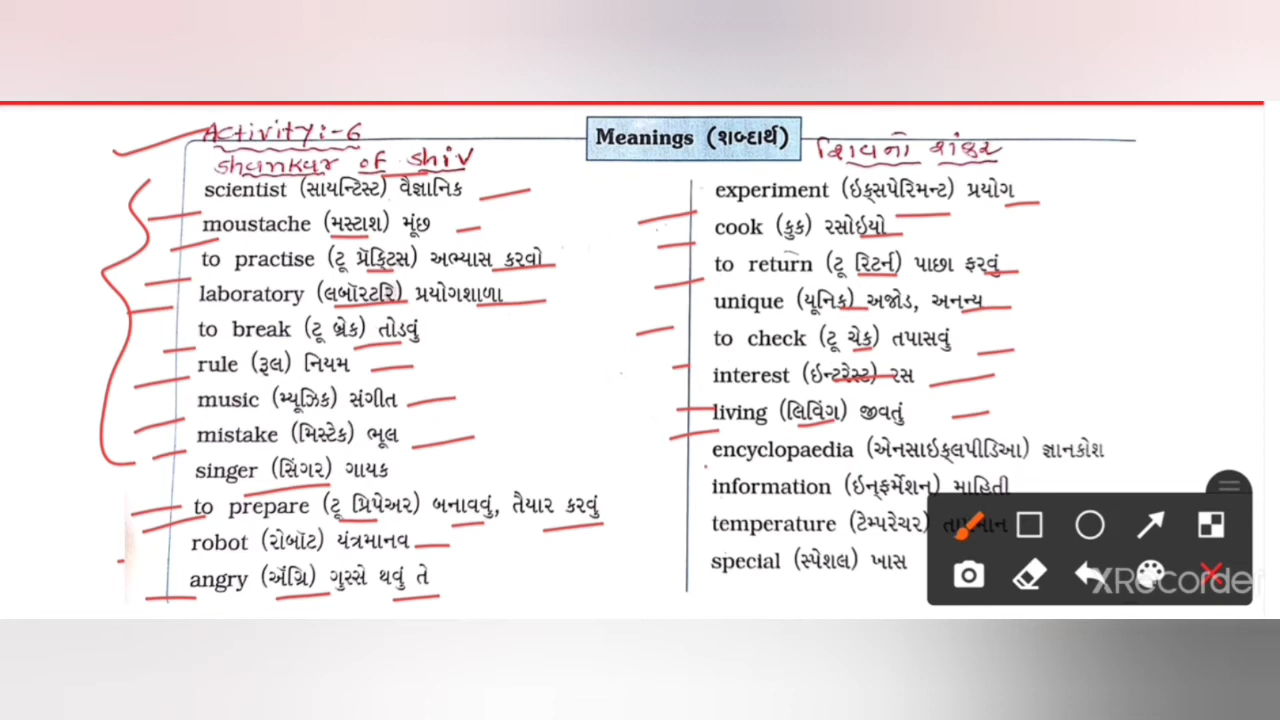 Activity:-6
Meanings (શબ્દાર્થ)
Shankar of Shiv
શિવનો શંકર
scientist (સાયન્ટિસ્ટ) વૈજ્ઞાનિક
moustache (મસ્ટાશ) મૂંછ
to practise (ટૂ પ્રૅક્ટિસ) અભ્યાસ કરવો
laboratory (લબૉરટરિ) પ્રયોગશાળા
to break (ટૂ બ્રેક) તોડવું
rule (રૂલ) નિયમ
music (મ્યૂઝિક) સંગીત
mistake (મિસ્ટેક) ભૂલ
singer (સિંગર) ગાયક
to prepare (ટૂ પ્રિપેઅર) બનાવવું, તૈયાર કરવું
robot (રોબૉટ) યંત્રમાનવ
angry (ઍંગ્રિ) ગુસ્સે થવું તે
experiment (ઇક્સપેરિમન્ટ) પ્રયોગ
cook (કુક) રસોઇયો
to return (ટૂ રિટર્ન) પાછા ફરવું
unique (યૂનિક) અજોડ, અનન્ય
to check (ટૂ ચેક) તપાસવું
interest (ઇન્ટરેસ્ટ) રસ
living (લિવિંગ) જીવતું
encyclopaedia (એનસાઇક્લપીડિઆ) જ્ઞાનકોશ
information (ઇન્ફર્મેશન) માહિતી
temperature (ટેમ્પરેચર) તાપમાન
special (સ્પેશલ) ખાસ
XRecorder